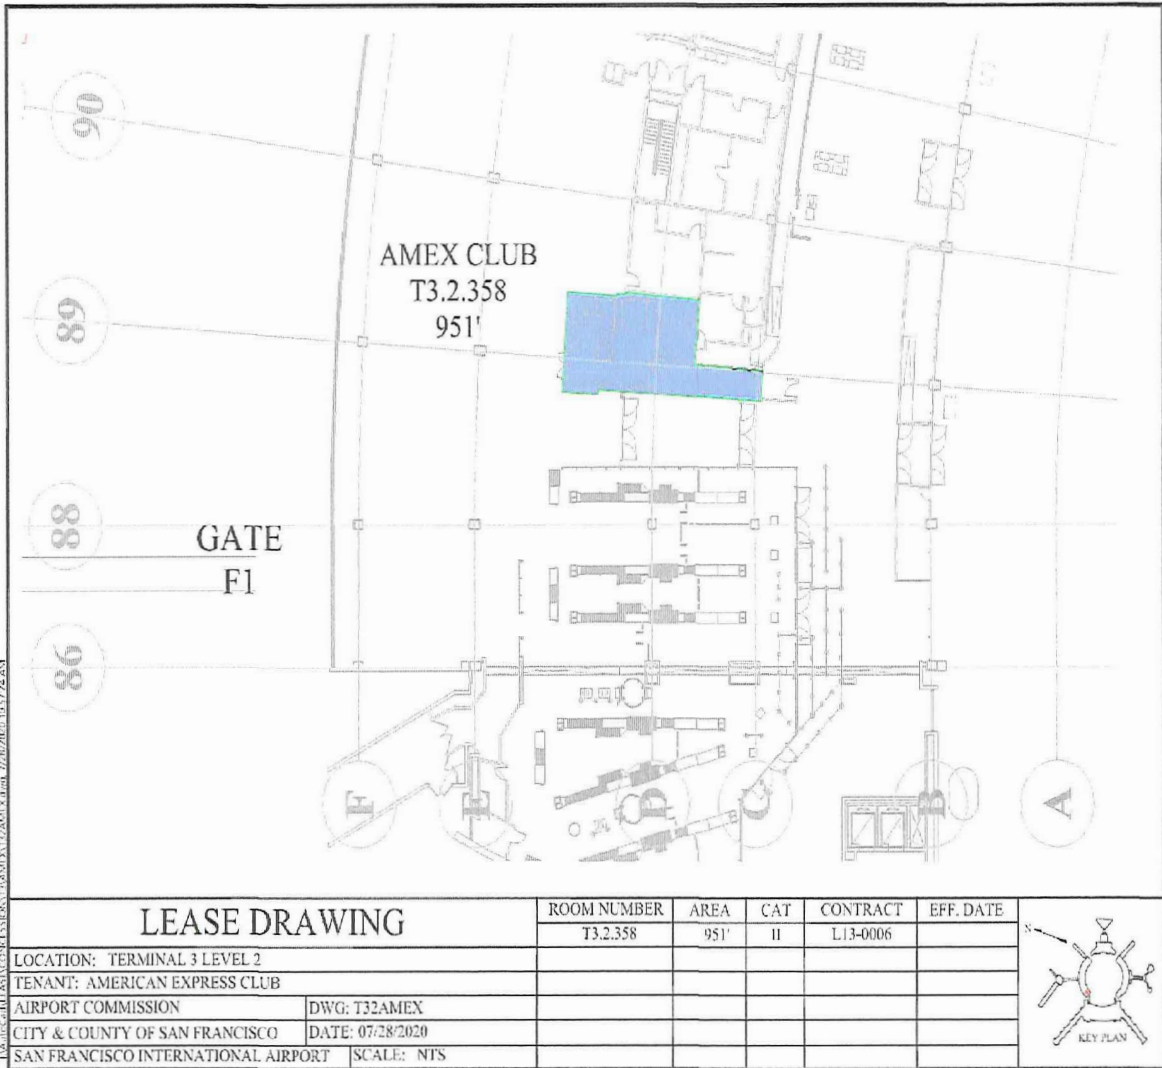 90
AMEX CLUB
T3.2.358
951'
89
88
GATE
F1
86
F
E
D
C
B
A
LEASE DRAWING
ROOM NUMBER AREA CAT CONTRACT EFF. DATE
T3.2.358 951' II L13-0006
LOCATION: TERMINAL 3 LEVEL 2
TENANT: AMERICAN EXPRESS CLUB
AIRPORT COMMISSION DWG: T32AMEX
CITY & COUNTY OF SAN FRANCISCO DATE: 07/28/2020
SAN FRANCISCO INTERNATIONAL AIRPORT SCALE: NTS
N
KEY PLAN